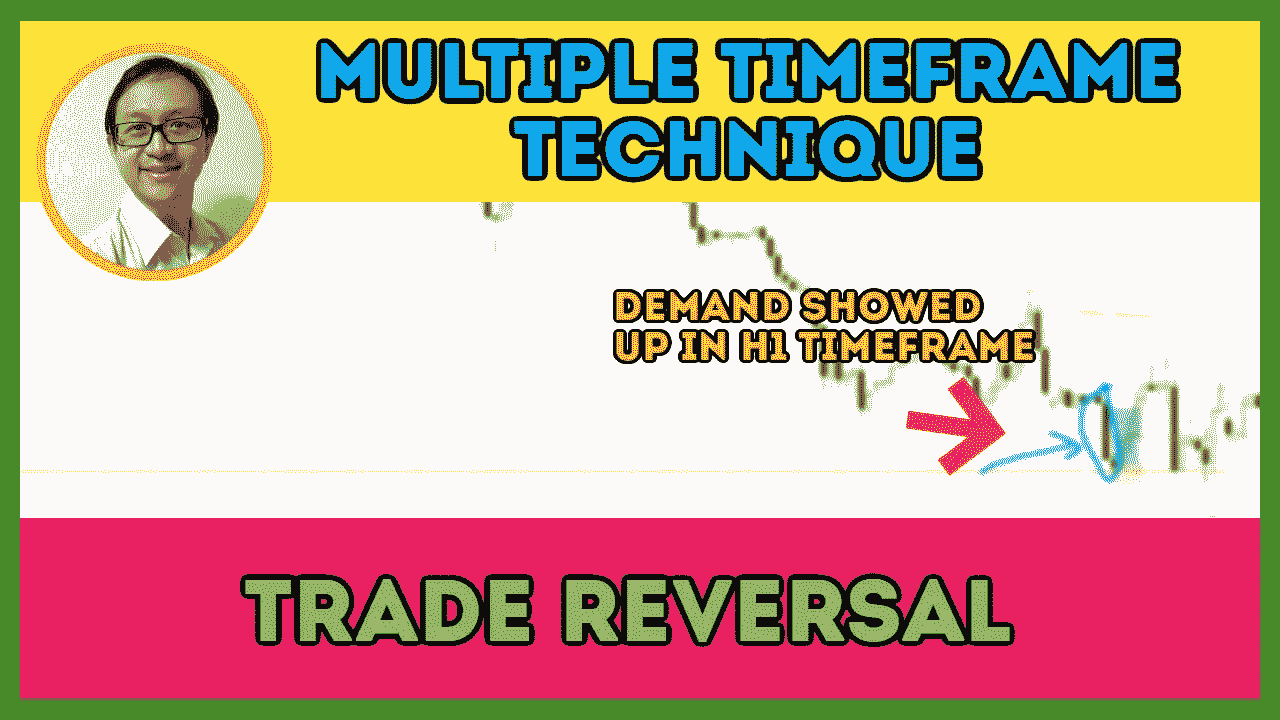 MULTIPLE TIMEFRAME
TECHNIQUE
DEMAND SHOWED
UP IN H1 TIMEFRAME
TRADE REVERSAL